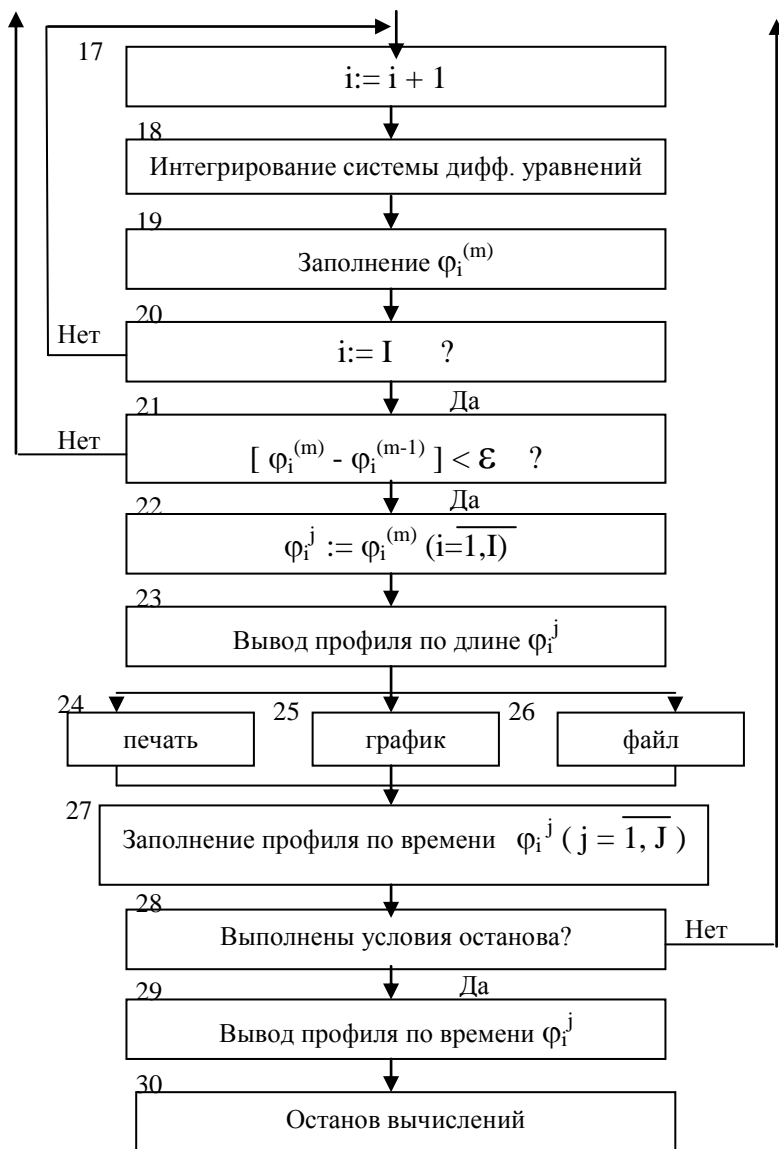 17
i:= i + 1
18
Интегрирование системы дифф. уравнений
19
Заполнение φᵢ⁽ᵐ⁾
20
Нет
i:= I ?
Да
21
Нет
[ φᵢ⁽ᵐ⁾ - φᵢ⁽ᵐ⁻¹⁾ ] < ε ?
Да
22
φᵢʲ := φᵢ⁽ᵐ⁾ (i=1,I)
23
Вывод профиля по длине φᵢʲ
24
печать
25
график
26
файл
27
Заполнение профиля по времени φᵢʲ ( j = 1, J )
28
Выполнены условия останова?
Нет
Да
29
Вывод профиля по времени φᵢʲ
30
Останов вычислений